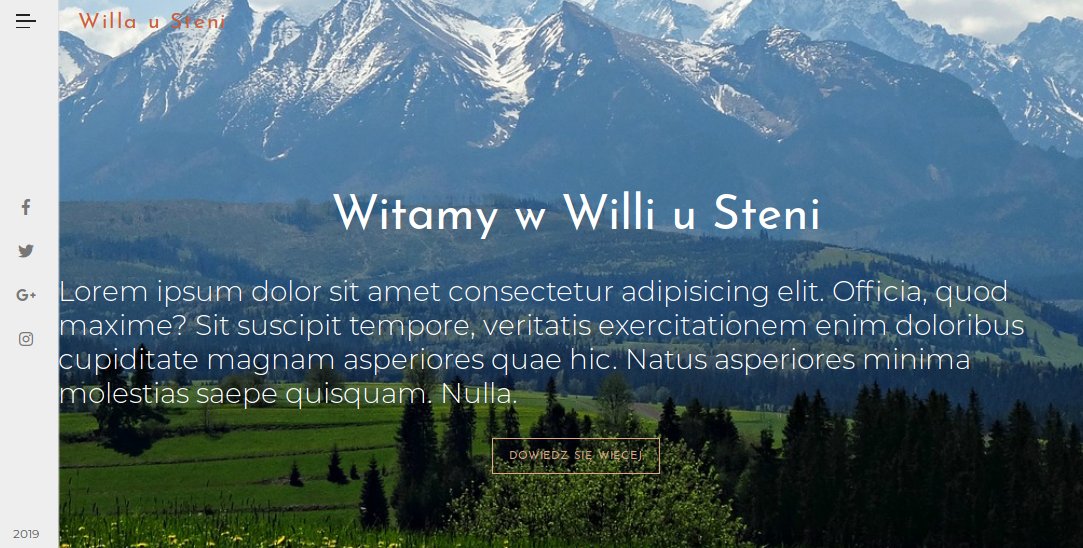 Willa u Steni
Witamy w Willi u Steni
Lorem ipsum dolor sit amet consectetur adipisicing elit. Officia, quod
maxime? Sit suscipit tempore, veritatis exercitationem enim doloribus
cupiditate magnam asperiores quae hic. Natus asperiores minima
molestias saepe quisquam. Nulla.
DOWIEDZ SIĘ WIĘCEJ
2019